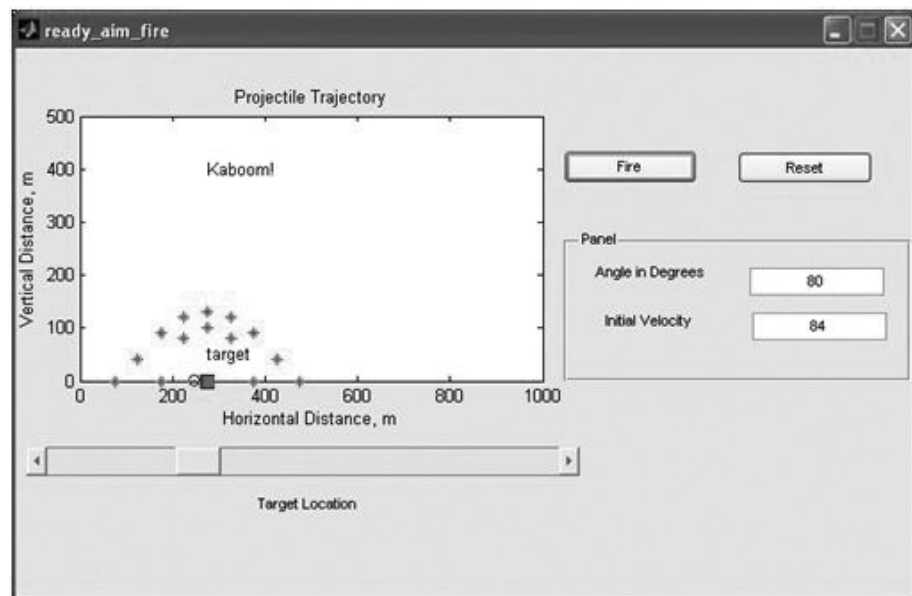 ready_aim_fire
Projectile Trajectory
500
400
300
200
100
0
Vertical Distance, m
Kaboom!
target
0 200 400 600 800 1000
Horizontal Distance, m
Target Location
Fire Reset
Panel
Angle in Degrees 80
Initial Velocity 84